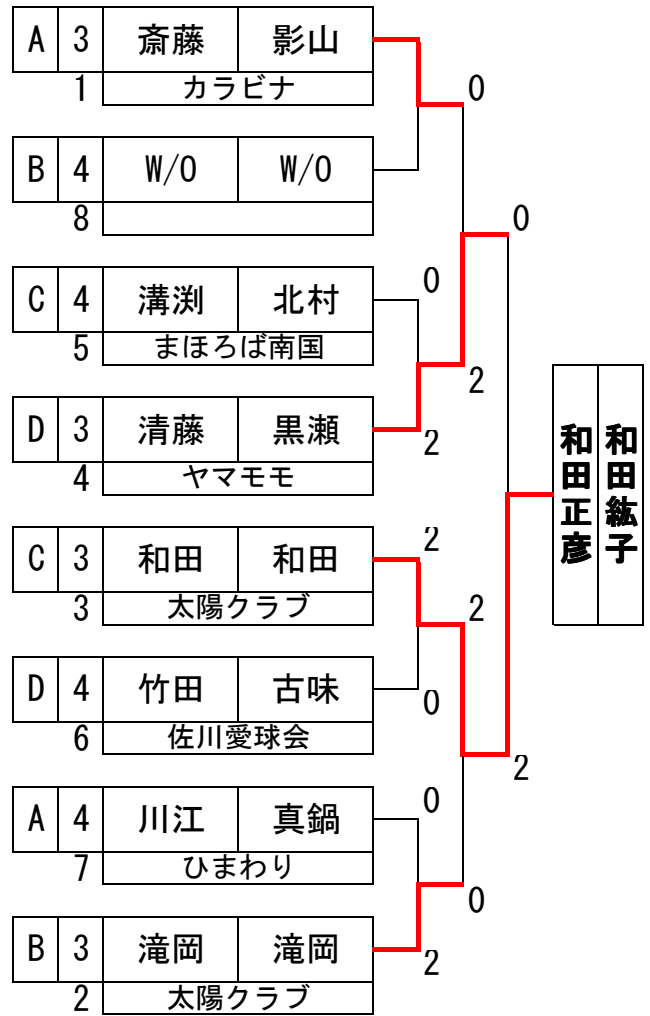 A 3 斎藤 影山
1 カラビナ
0
B 4 W/O W/O
8
0
C 4 溝渕 北村
0
5 まほろば南国
2
D 3 清藤 黒瀬
2
4 ヤマモモ
和田正彦
和田紘子
C 3 和田 和田
2
3 太陽クラブ
2
D 4 竹田 古味
0
6 佐川愛球会
2
A 4 川江 真鍋
0
7 ひまわり
0
B 3 滝岡 滝岡
2
2 太陽クラブ